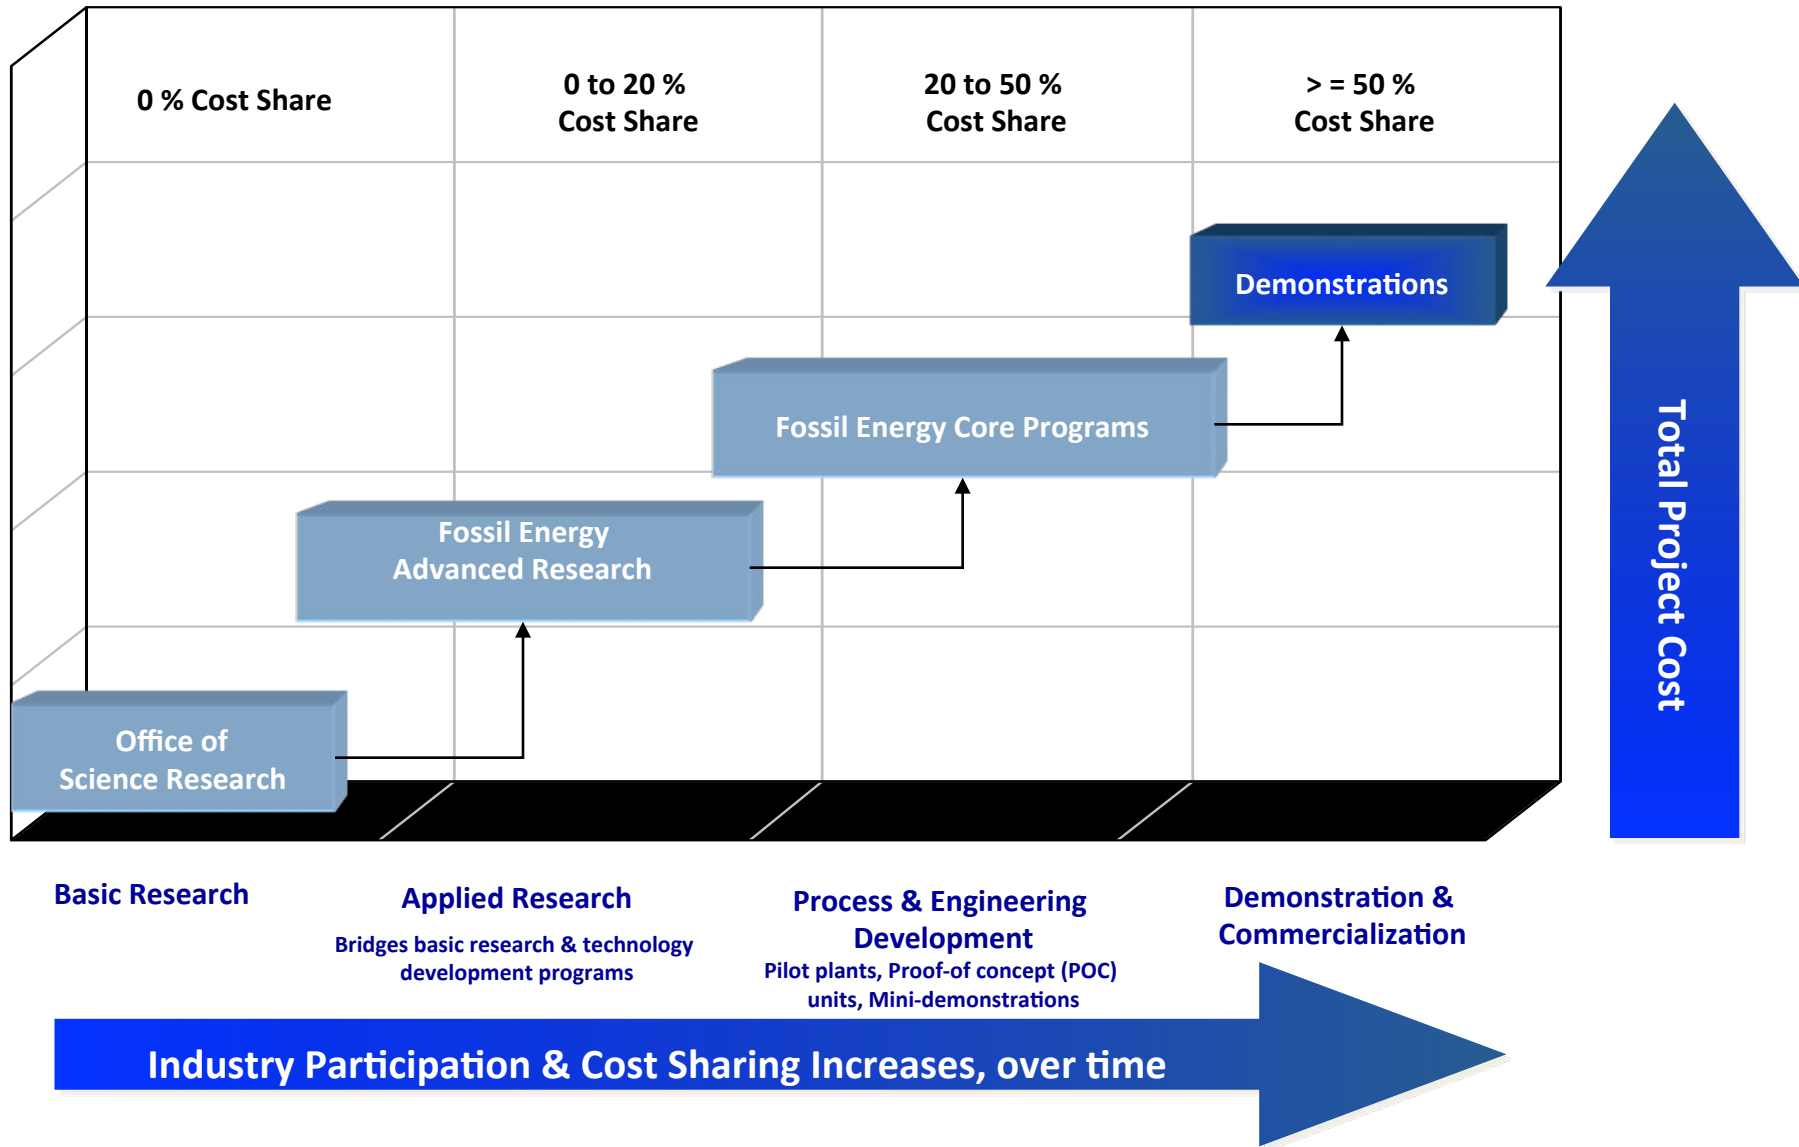 0 % Cost Share
0 to 20 %
Cost Share
20 to 50 %
Cost Share
> = 50 %
Cost Share
Demonstrations
Fossil Energy Core Programs
Fossil Energy
Advanced Research
Office of
Science Research
Total Project Cost
Basic Research
Applied Research
Bridges basic research & technology
development programs
Process & Engineering
Development
Pilot plants, Proof-of concept (POC)
units, Mini-demonstrations
Demonstration &
Commercialization
Industry Participation & Cost Sharing Increases, over time